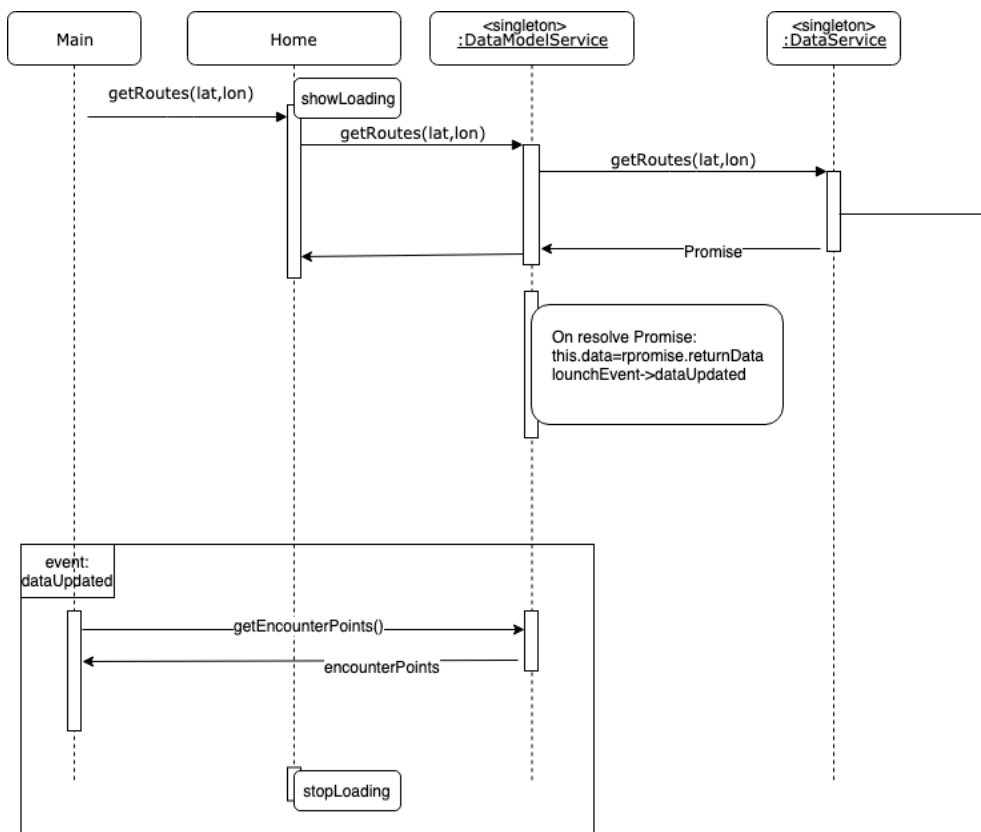 Main
Home
<singleton>
:DataModelService
<singleton>
:DataService
getRoutes(lat,lon)
showLoading
getRoutes(lat,lon)
getRoutes(lat,lon)
Promise
On resolve Promise:
this.data=rpromise.returnData
lounchEvent->dataUpdated
event:
dataUpdated
getEncounterPoints()
encounterPoints
stopLoading